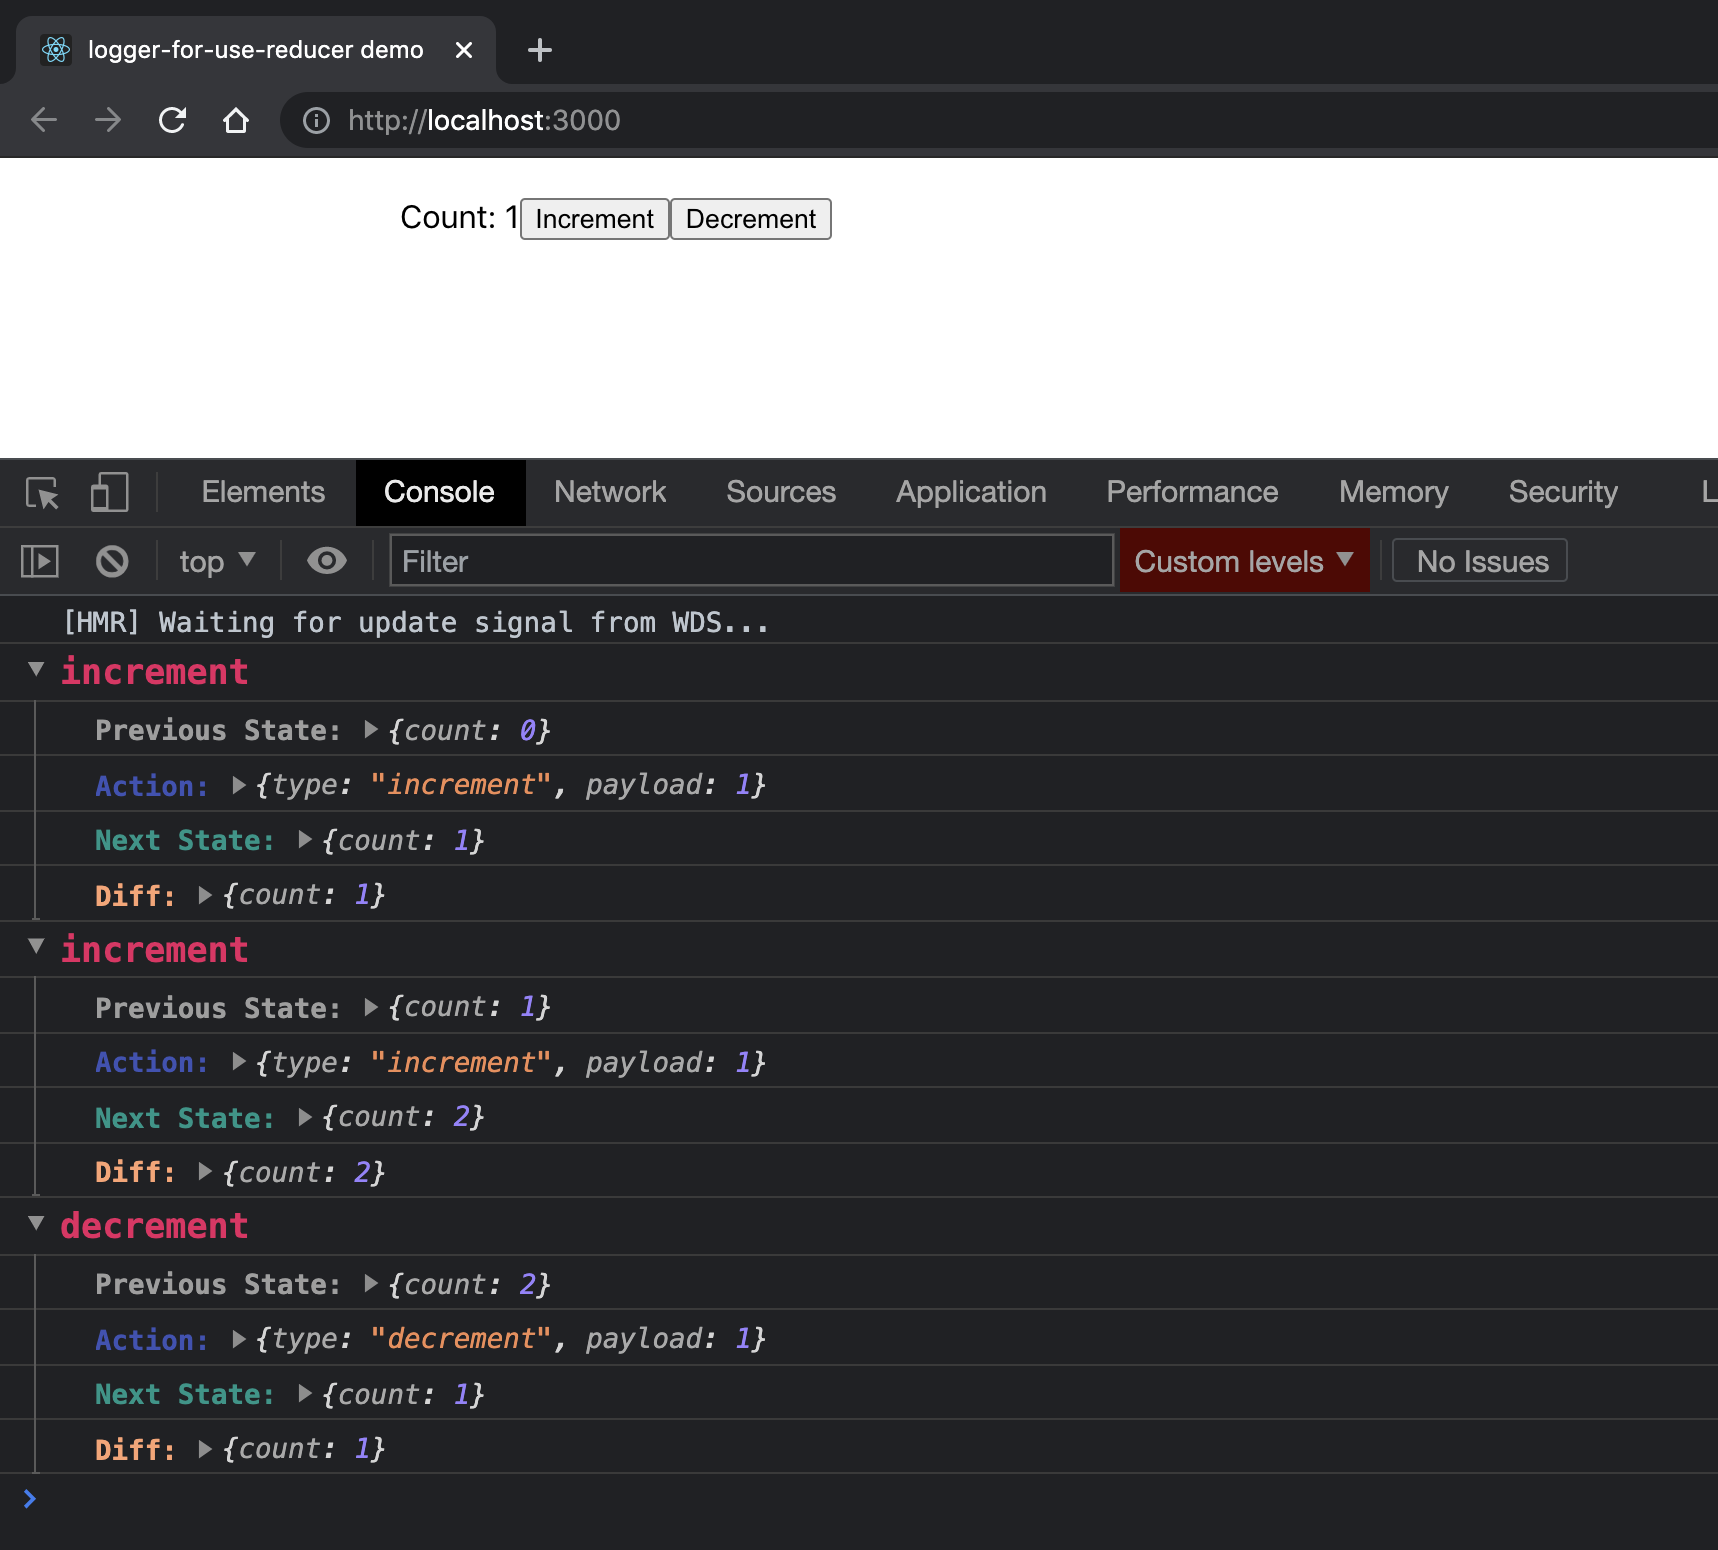 logger-for-use-reducer demo
http://localhost:3000
Count: 1 Increment Decrement
Elements Console Network Sources Application Performance Memory Security L
top Filter Custom levels No Issues
[HMR] Waiting for update signal from WDS...
increment
Previous State: {count: 0}
Action: {type: "increment", payload: 1}
Next State: {count: 1}
Diff: {count: 1}
increment
Previous State: {count: 1}
Action: {type: "increment", payload: 1}
Next State: {count: 2}
Diff: {count: 2}
decrement
Previous State: {count: 2}
Action: {type: "decrement", payload: 1}
Next State: {count: 1}
Diff: {count: 1}